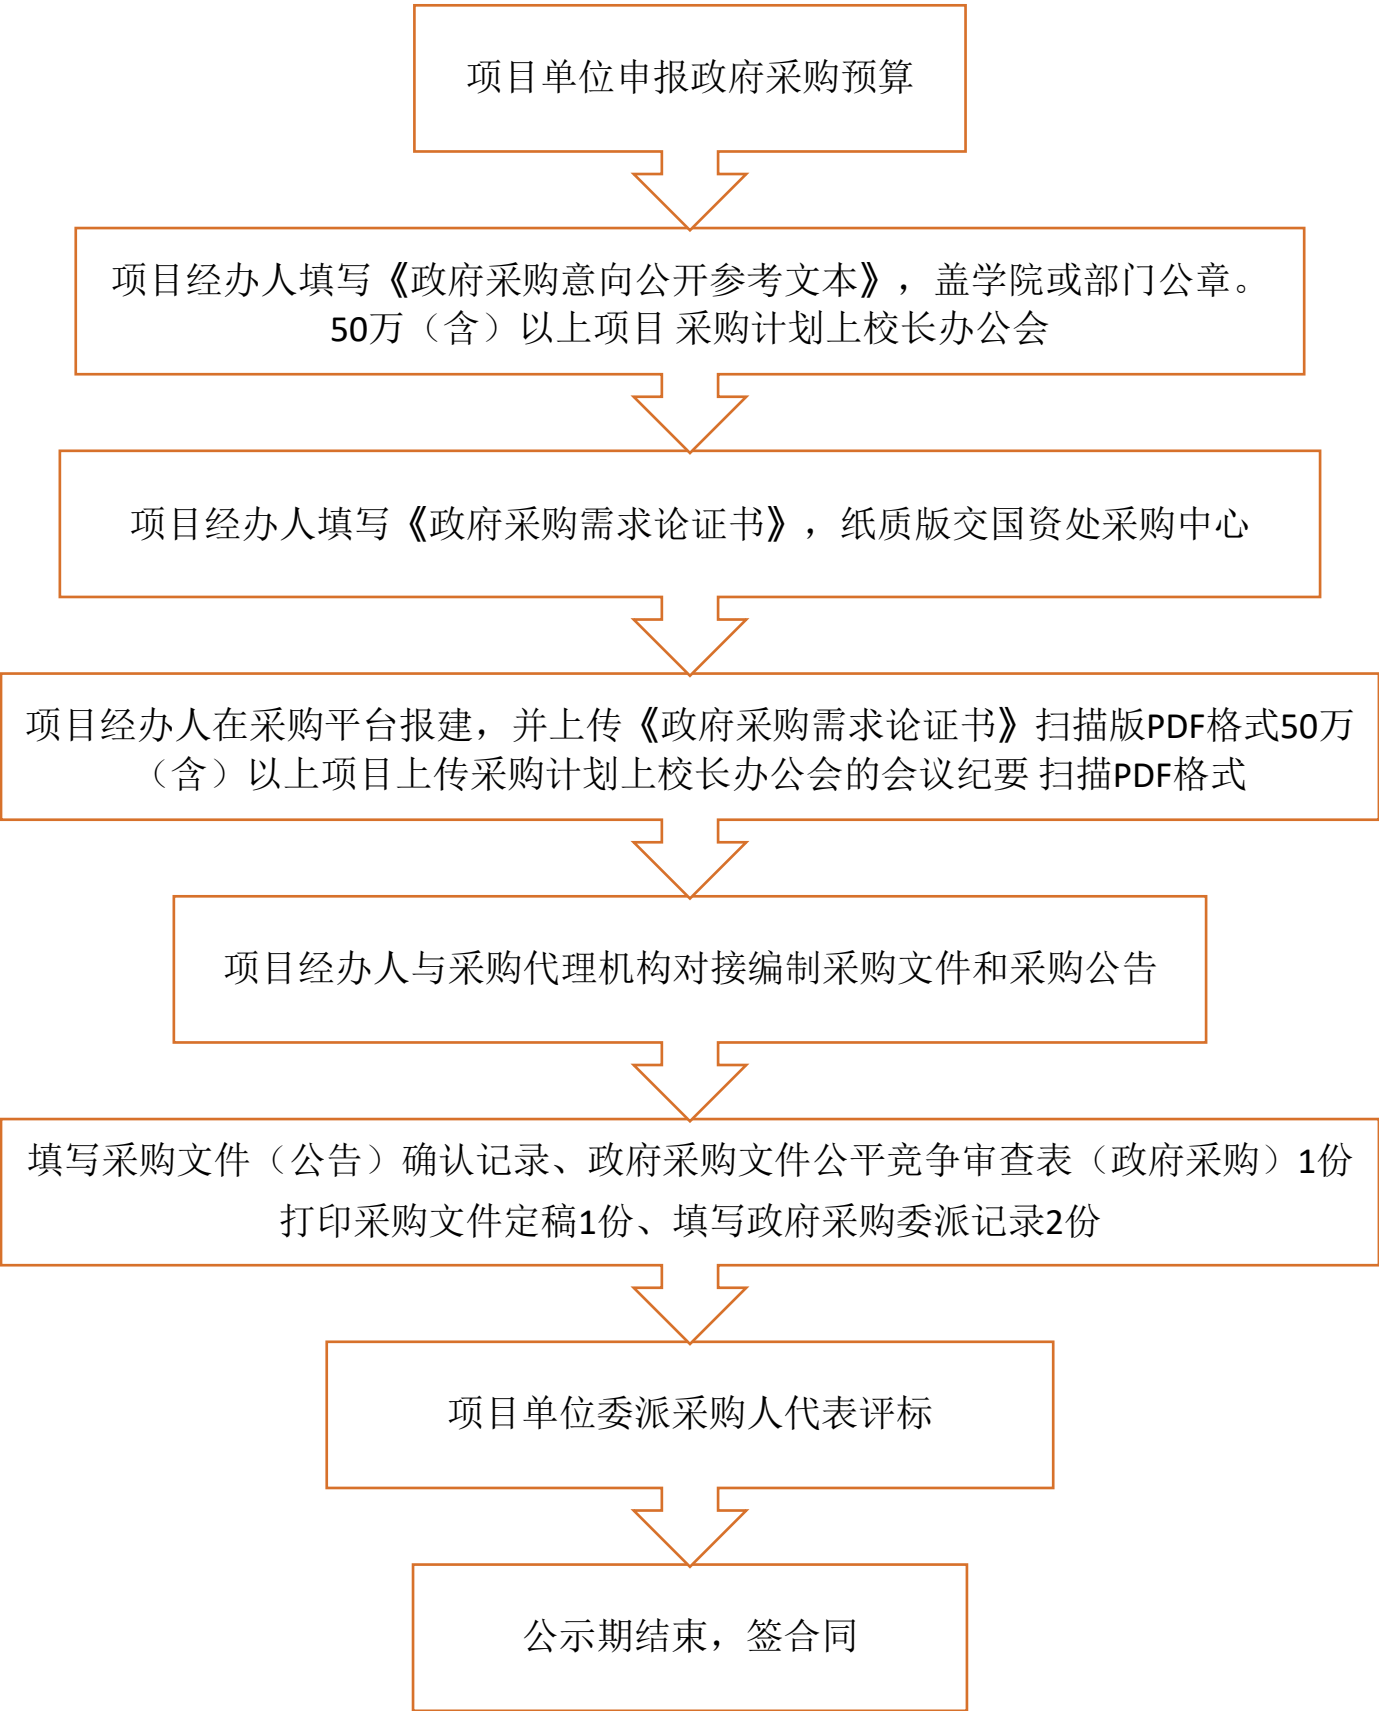 项目单位申报政府采购预算
项目经办人填写《政府采购意向公开参考文本》，盖学院或部门公章。
50万（含）以上项目 采购计划上校长办公会
项目经办人填写《政府采购需求论证书》，纸质版交国资处采购中心
项目经办人在采购平台报建，并上传《政府采购需求论证书》扫描版PDF格式50万
（含）以上项目上传采购计划上校长办公会的会议纪要 扫描PDF格式
项目经办人与采购代理机构对接编制采购文件和采购公告
填写采购文件（公告）确认记录、政府采购文件公平竞争审查表（政府采购）1份
打印采购文件定稿1份、填写政府采购委派记录2份
项目单位委派采购人代表评标
公示期结束，签合同